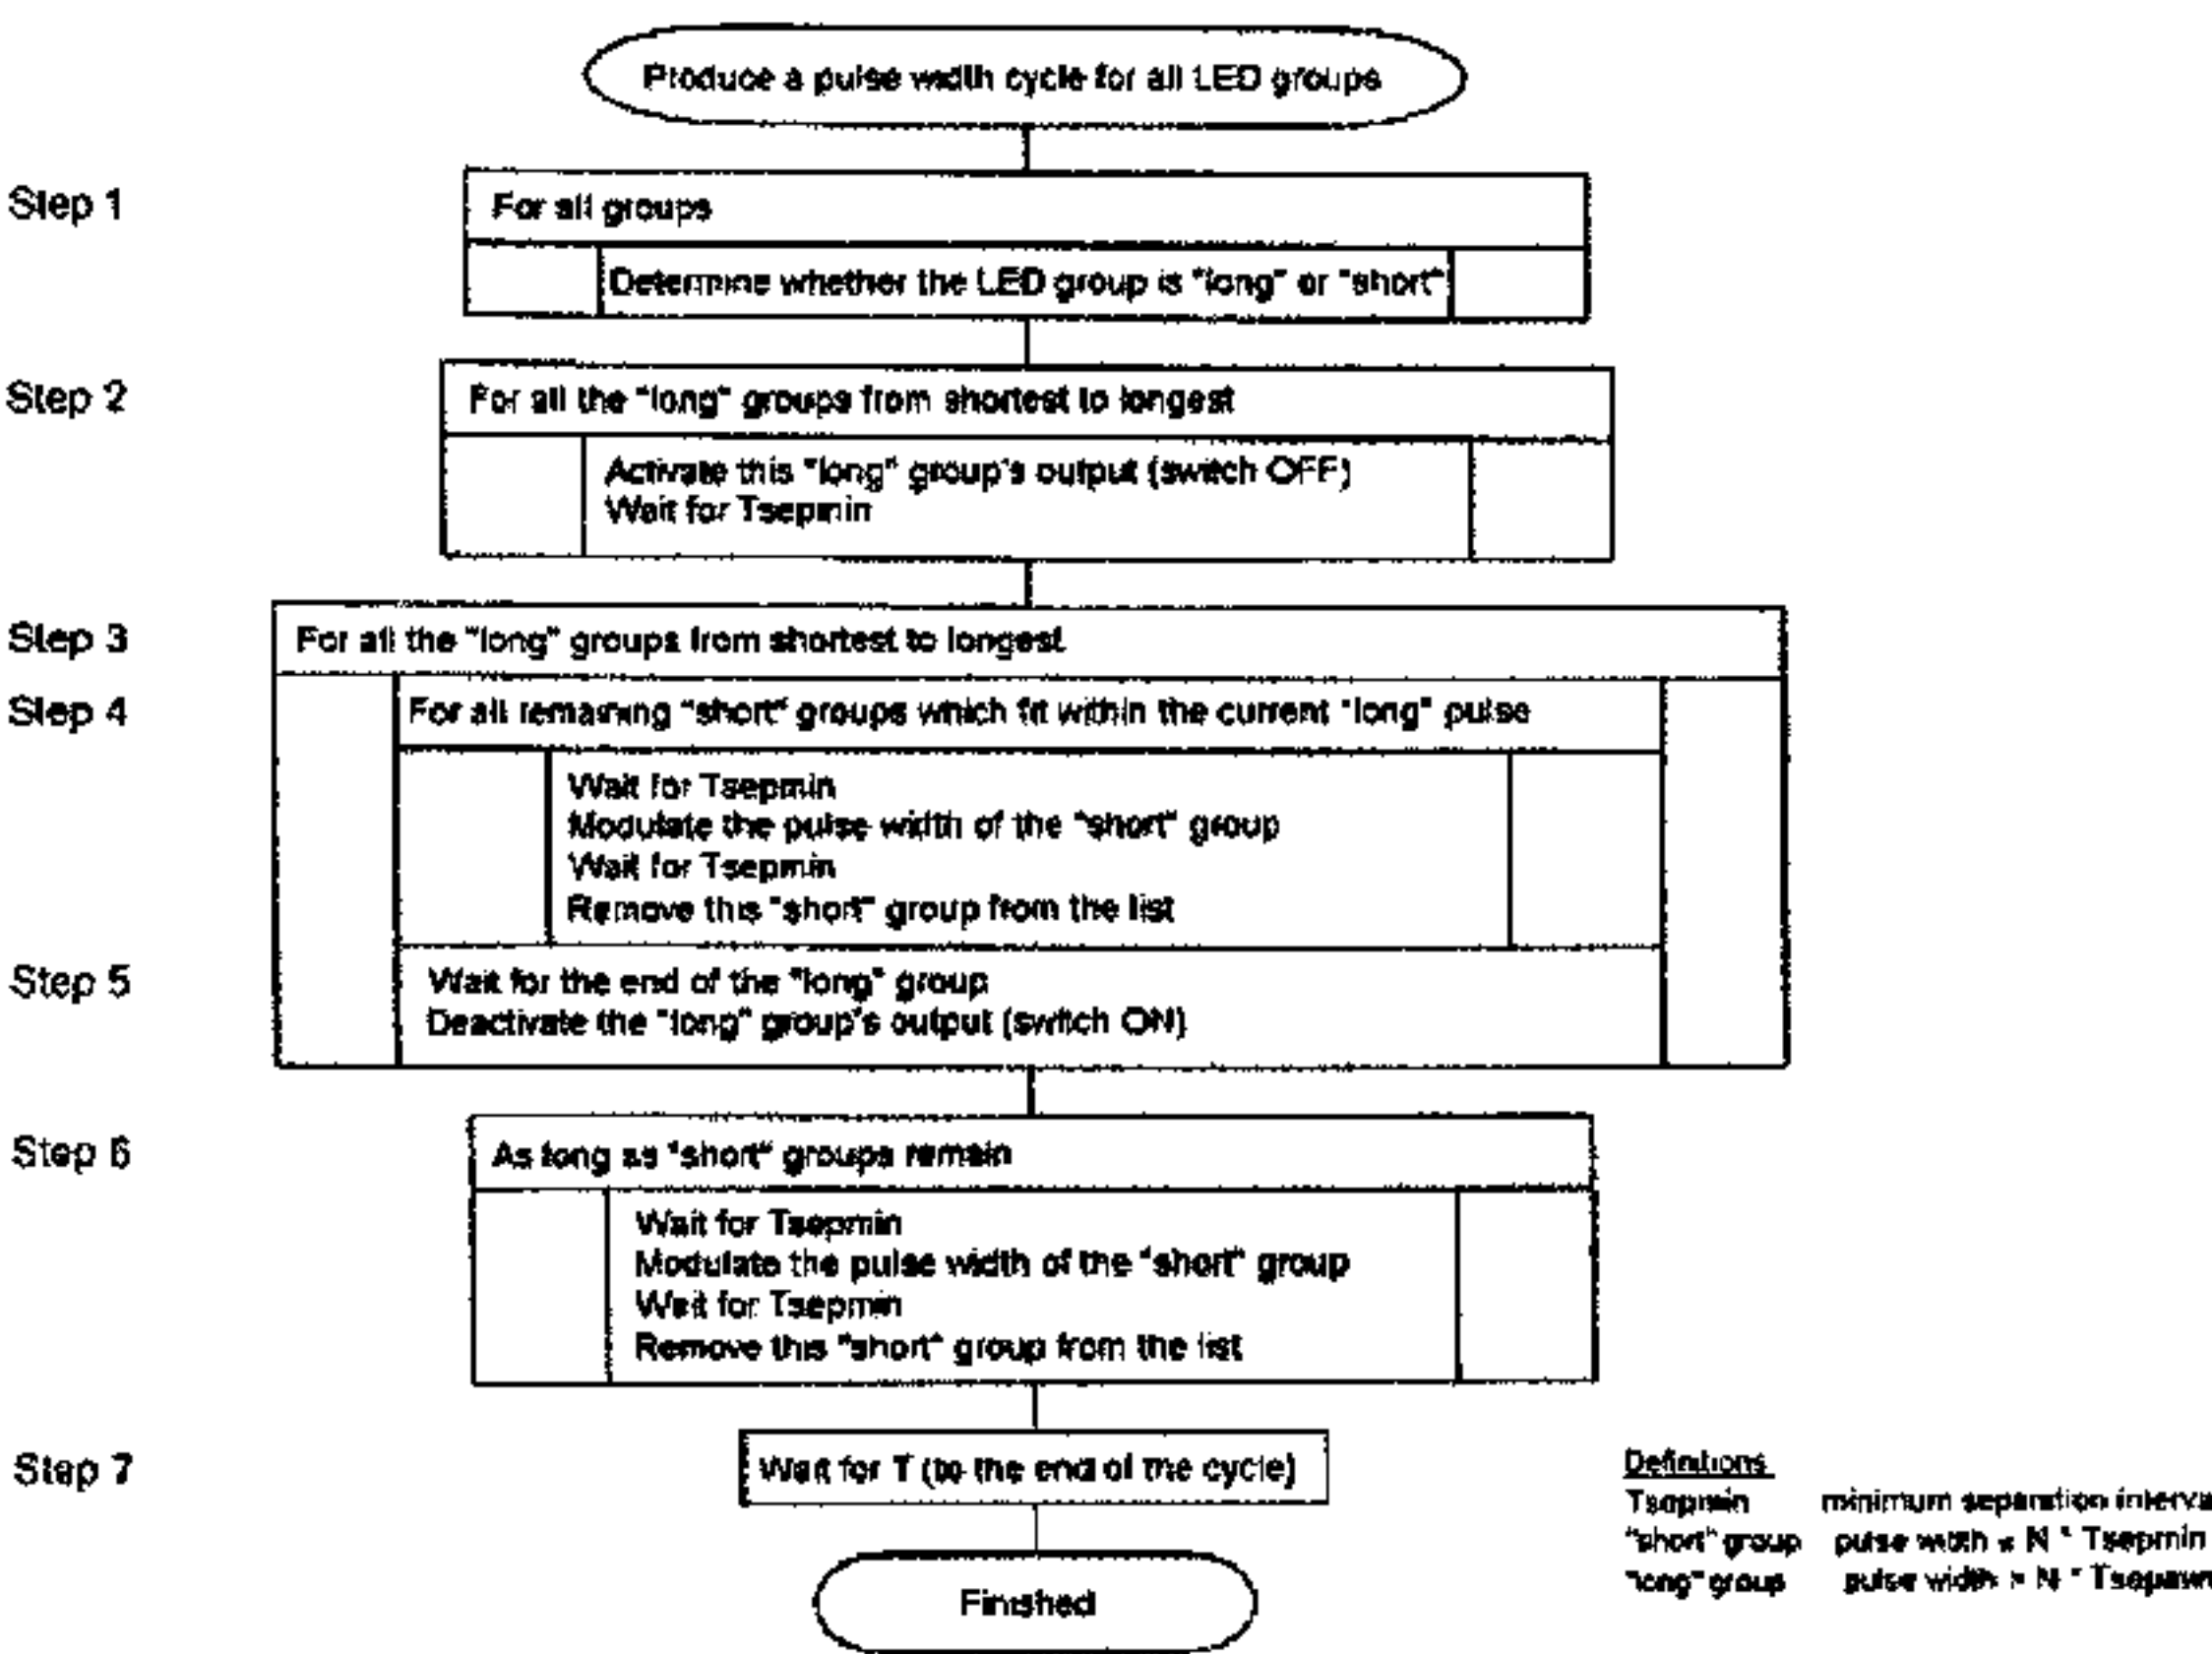 Produce a pulse width cycle for all LED groups
Step 1
For all groups
Determine whether the LED group is "long" or "short"
Step 2
For all the "long" groups from shortest to longest
Activate this "long" group's output (switch OFF)
Wait for Tsepmin
Step 3
For all the "long" groups from shortest to longest
Step 4
For all remaining "short" groups which fit within the current "long" pulse
Wait for Tsepmin
Modulate the pulse width of the "short" group
Wait for Tsepmin
Remove this "short" group from the list
Step 5
Wait for the end of the "long" group
Deactivate the "long" group's output (switch ON)
Step 6
As long as "short" groups remain
Wait for Tsepmin
Modulate the pulse width of the "short" group
Wait for Tsepmin
Remove this "short" group from the list
Step 7
Wait for T (to the end of the cycle)
Finished
Definitions
Tsepmin minimum separation interva
"short" group pulse width N * Tsepmin
"long" group pulse width > N *